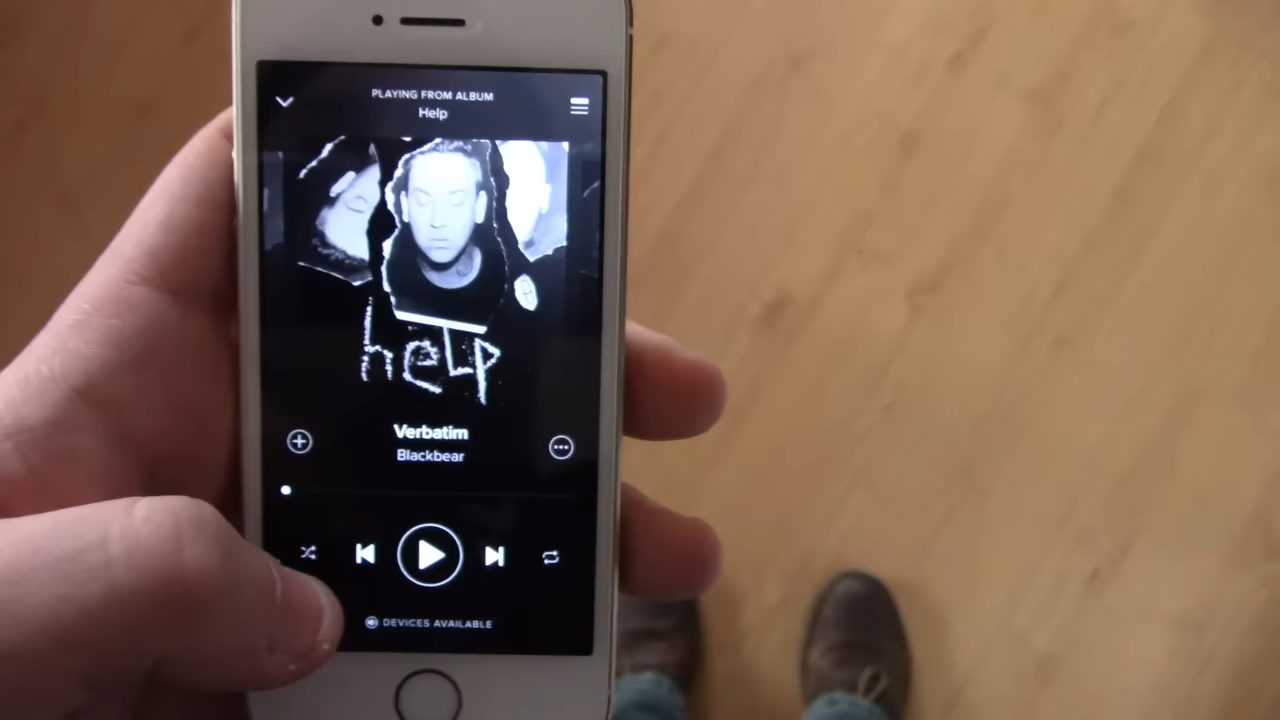 PLAYING FROM ALBUM
Help
help
Verbatim
Blackbear
DEVICES AVAILABLE